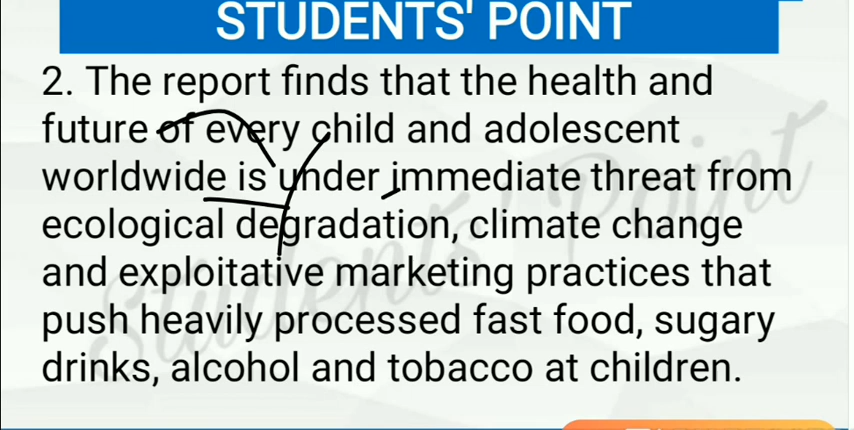 STUDENTS' POINT
2. The report finds that the health and
future of every child and adolescent
worldwide is under immediate threat from
ecological degradation, climate change
and exploitative marketing practices that
push heavily processed fast food, sugary
drinks, alcohol and tobacco at children.
Students' Point